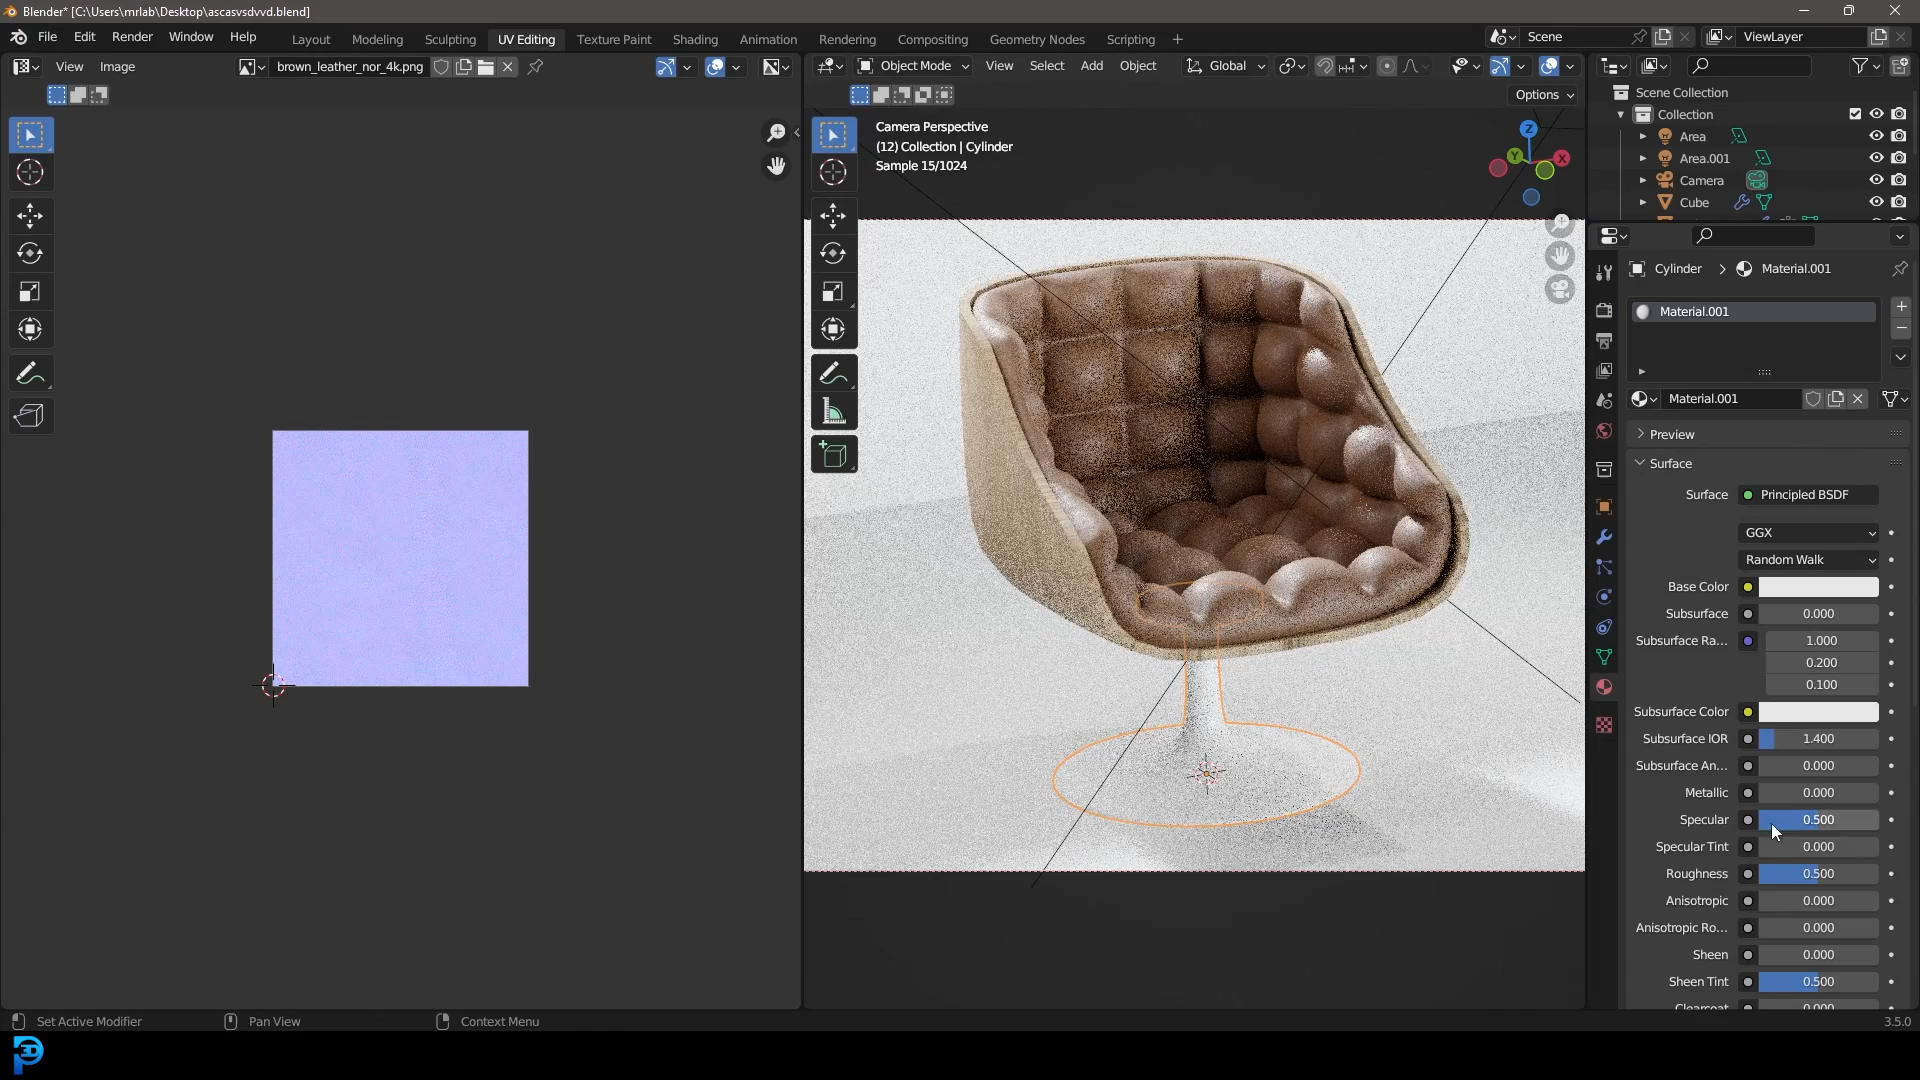 Blender* [C:\Users\mrlab\Desktop\ascasvsdvvd.blend]
File Edit Render Window Help Layout Modeling Sculpting UV Editing Texture Paint Shading Animation Rendering Compositing Geometry Nodes Scripting + Scene ViewLayer
View Image brown_leather_nor_4k.png Object Mode View Select Add Object Global
Options
Camera Perspective
(12) Collection | Cylinder
Sample 15/1024
Z
Y
X
Scene Collection
Collection
Area
Area.001
Camera
Cube
Cylinder > Material.001
Material.001
Material.001
Preview
Surface
Surface Principled BSDF
GGX
Random Walk
Base Color
Subsurface 0.000
Subsurface Ra... 1.000
0.200
0.100
Subsurface Color
Subsurface IOR 1.400
Subsurface An... 0.000
Metallic 0.000
Specular 0.500
Specular Tint 0.000
Roughness 0.500
Anisotropic 0.000
Anisotropic Ro... 0.000
Sheen 0.000
Sheen Tint 0.500
Clearcoat 0.000
Set Active Modifier Pan View Context Menu 3.5.0
3D